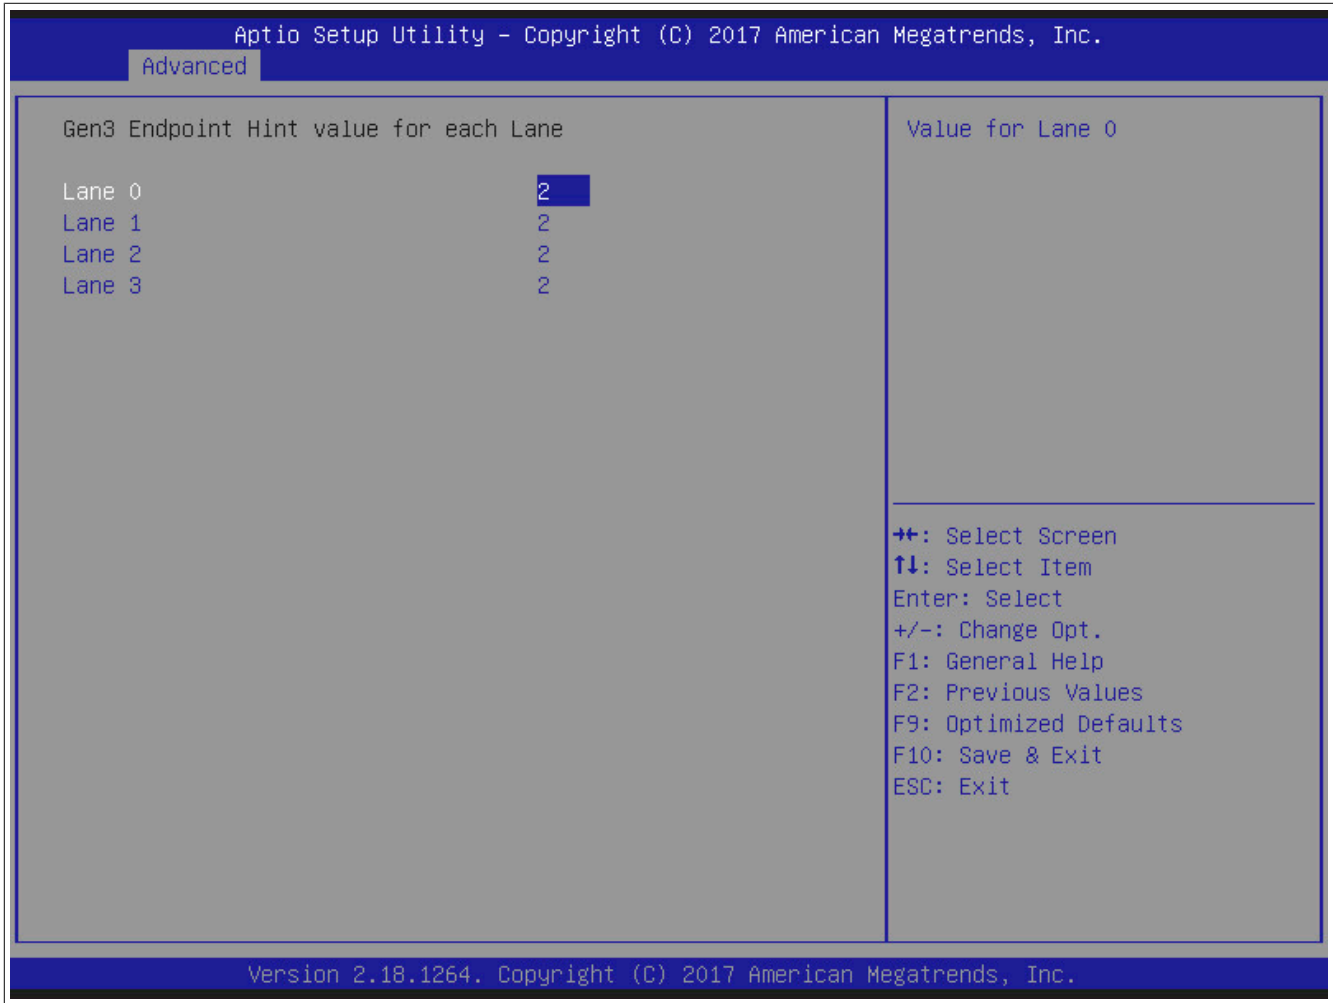 Aptio Setup Utility – Copyright (C) 2017 American Megatrends, Inc.
Advanced
Gen3 Endpoint Hint value for each Lane
Lane 0 2
Lane 1 2
Lane 2 2
Lane 3 2
Value for Lane 0
→←: Select Screen
↑↓: Select Item
Enter: Select
+/-: Change Opt.
F1: General Help
F2: Previous Values
F9: Optimized Defaults
F10: Save & Exit
ESC: Exit
Version 2.18.1264. Copyright (C) 2017 American Megatrends, Inc.